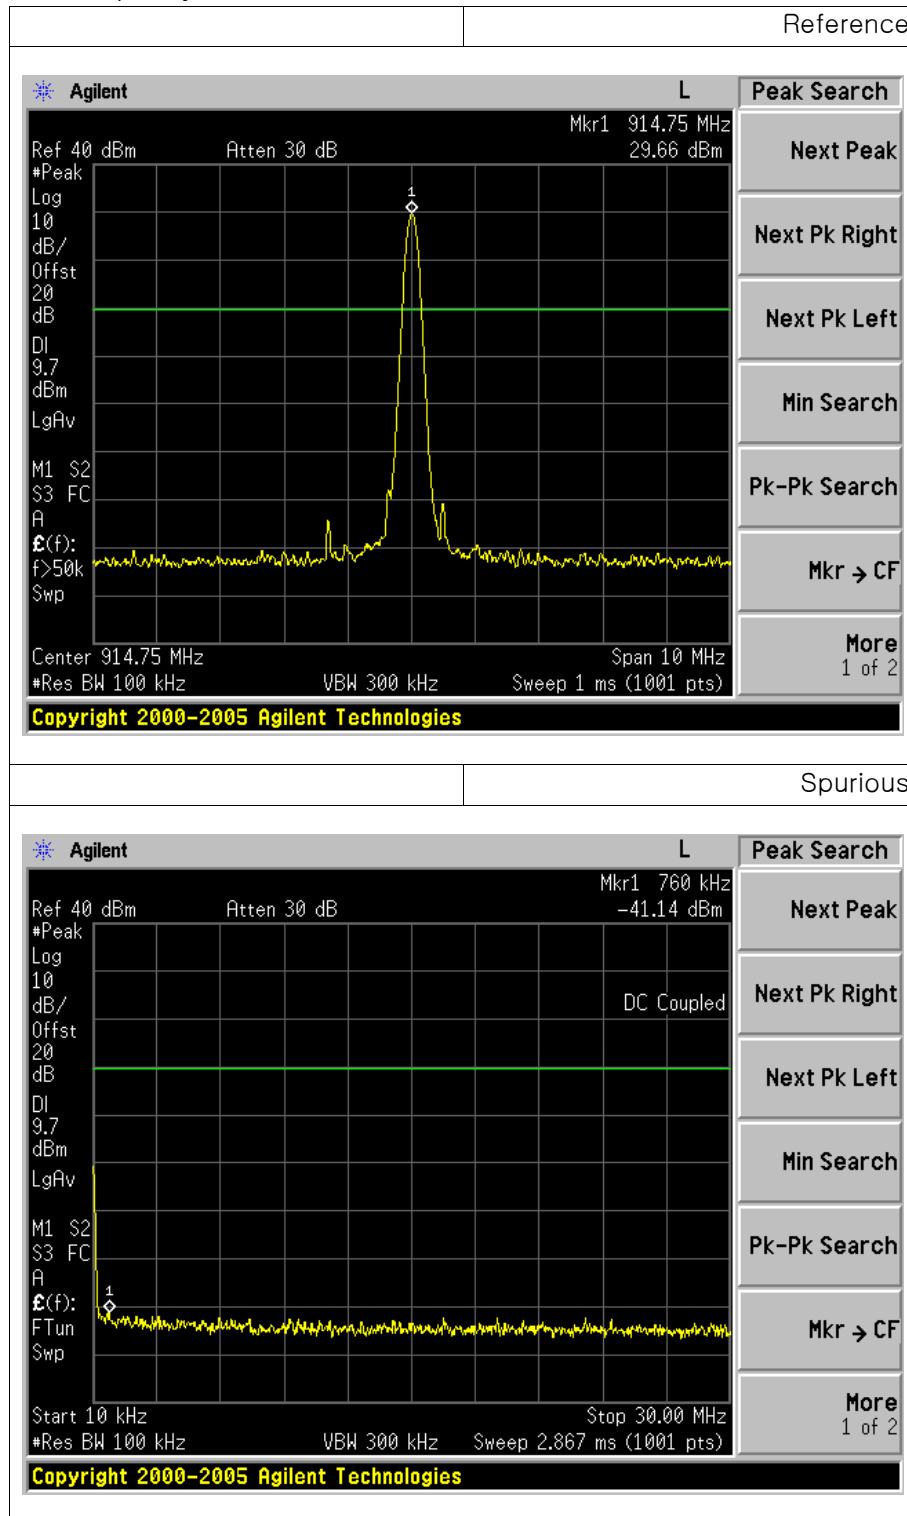 Reference
Agilent L Peak Search
Mkr1 914.75 MHz
Ref 40 dBm Atten 30 dB 29.66 dBm
#Peak
Log
10
dB/
Offst
20
dB
DI
9.7
dBm
LgAv
M1 S2
S3 FC
A
£(f):
f>50k
Swp
1
Center 914.75 MHz Span 10 MHz
#Res BW 100 kHz VBW 300 kHz Sweep 1 ms (1001 pts)
Next Peak
Next Pk Right
Next Pk Left
Min Search
Pk-Pk Search
Mkr → CF
More
1 of 2
Copyright 2000-2005 Agilent Technologies
Spurious
Agilent L Peak Search
Mkr1 760 kHz
Ref 40 dBm Atten 30 dB -41.14 dBm
#Peak
Log
10
dB/
Offst
20
dB
DI
9.7
dBm
LgAv
M1 S2
S3 FC
A
£(f):
FTun
Swp
DC Coupled
1
Start 10 kHz Stop 30.00 MHz
#Res BW 100 kHz VBW 300 kHz Sweep 2.867 ms (1001 pts)
Next Peak
Next Pk Right
Next Pk Left
Min Search
Pk-Pk Search
Mkr → CF
More
1 of 2
Copyright 2000-2005 Agilent Technologies